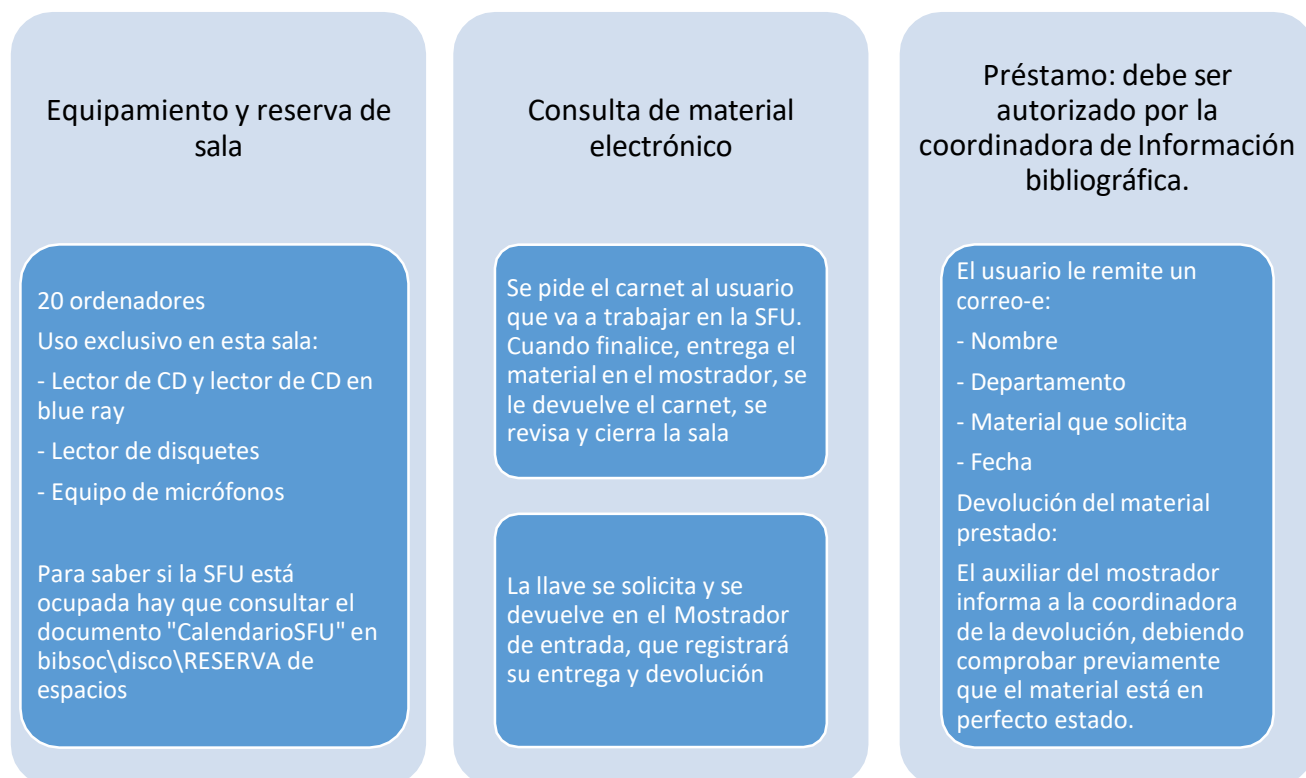 Equipamiento y reserva de
sala
20 ordenadores
Uso exclusivo en esta sala:
- Lector de CD y lector de CD en
blue ray
- Lector de disquetes
- Equipo de micrófonos
Para saber si la SFU está
ocupada hay que consultar el
documento "CalendarioSFU" en
bibsoc\disco\RESERVA de
espacios
Consulta de material
electrónico
Se pide el carnet al usuario
que va a trabajar en la SFU.
Cuando finalice, entrega el
material en el mostrador, se
le devuelve el carnet, se
revisa y cierra la sala
La llave se solicita y se
devuelve en el Mostrador
de entrada, que registrará
su entrega y devolución
Préstamo: debe ser
autorizado por la
coordinadora de Información
bibliográfica.
El usuario le remite un
correo-e:
- Nombre
- Departamento
- Material que solicita
- Fecha
Devolución del material
prestado:
El auxiliar del mostrador
informa a la coordinadora
de la devolución, debiendo
comprobar previamente
que el material está en
perfecto estado.